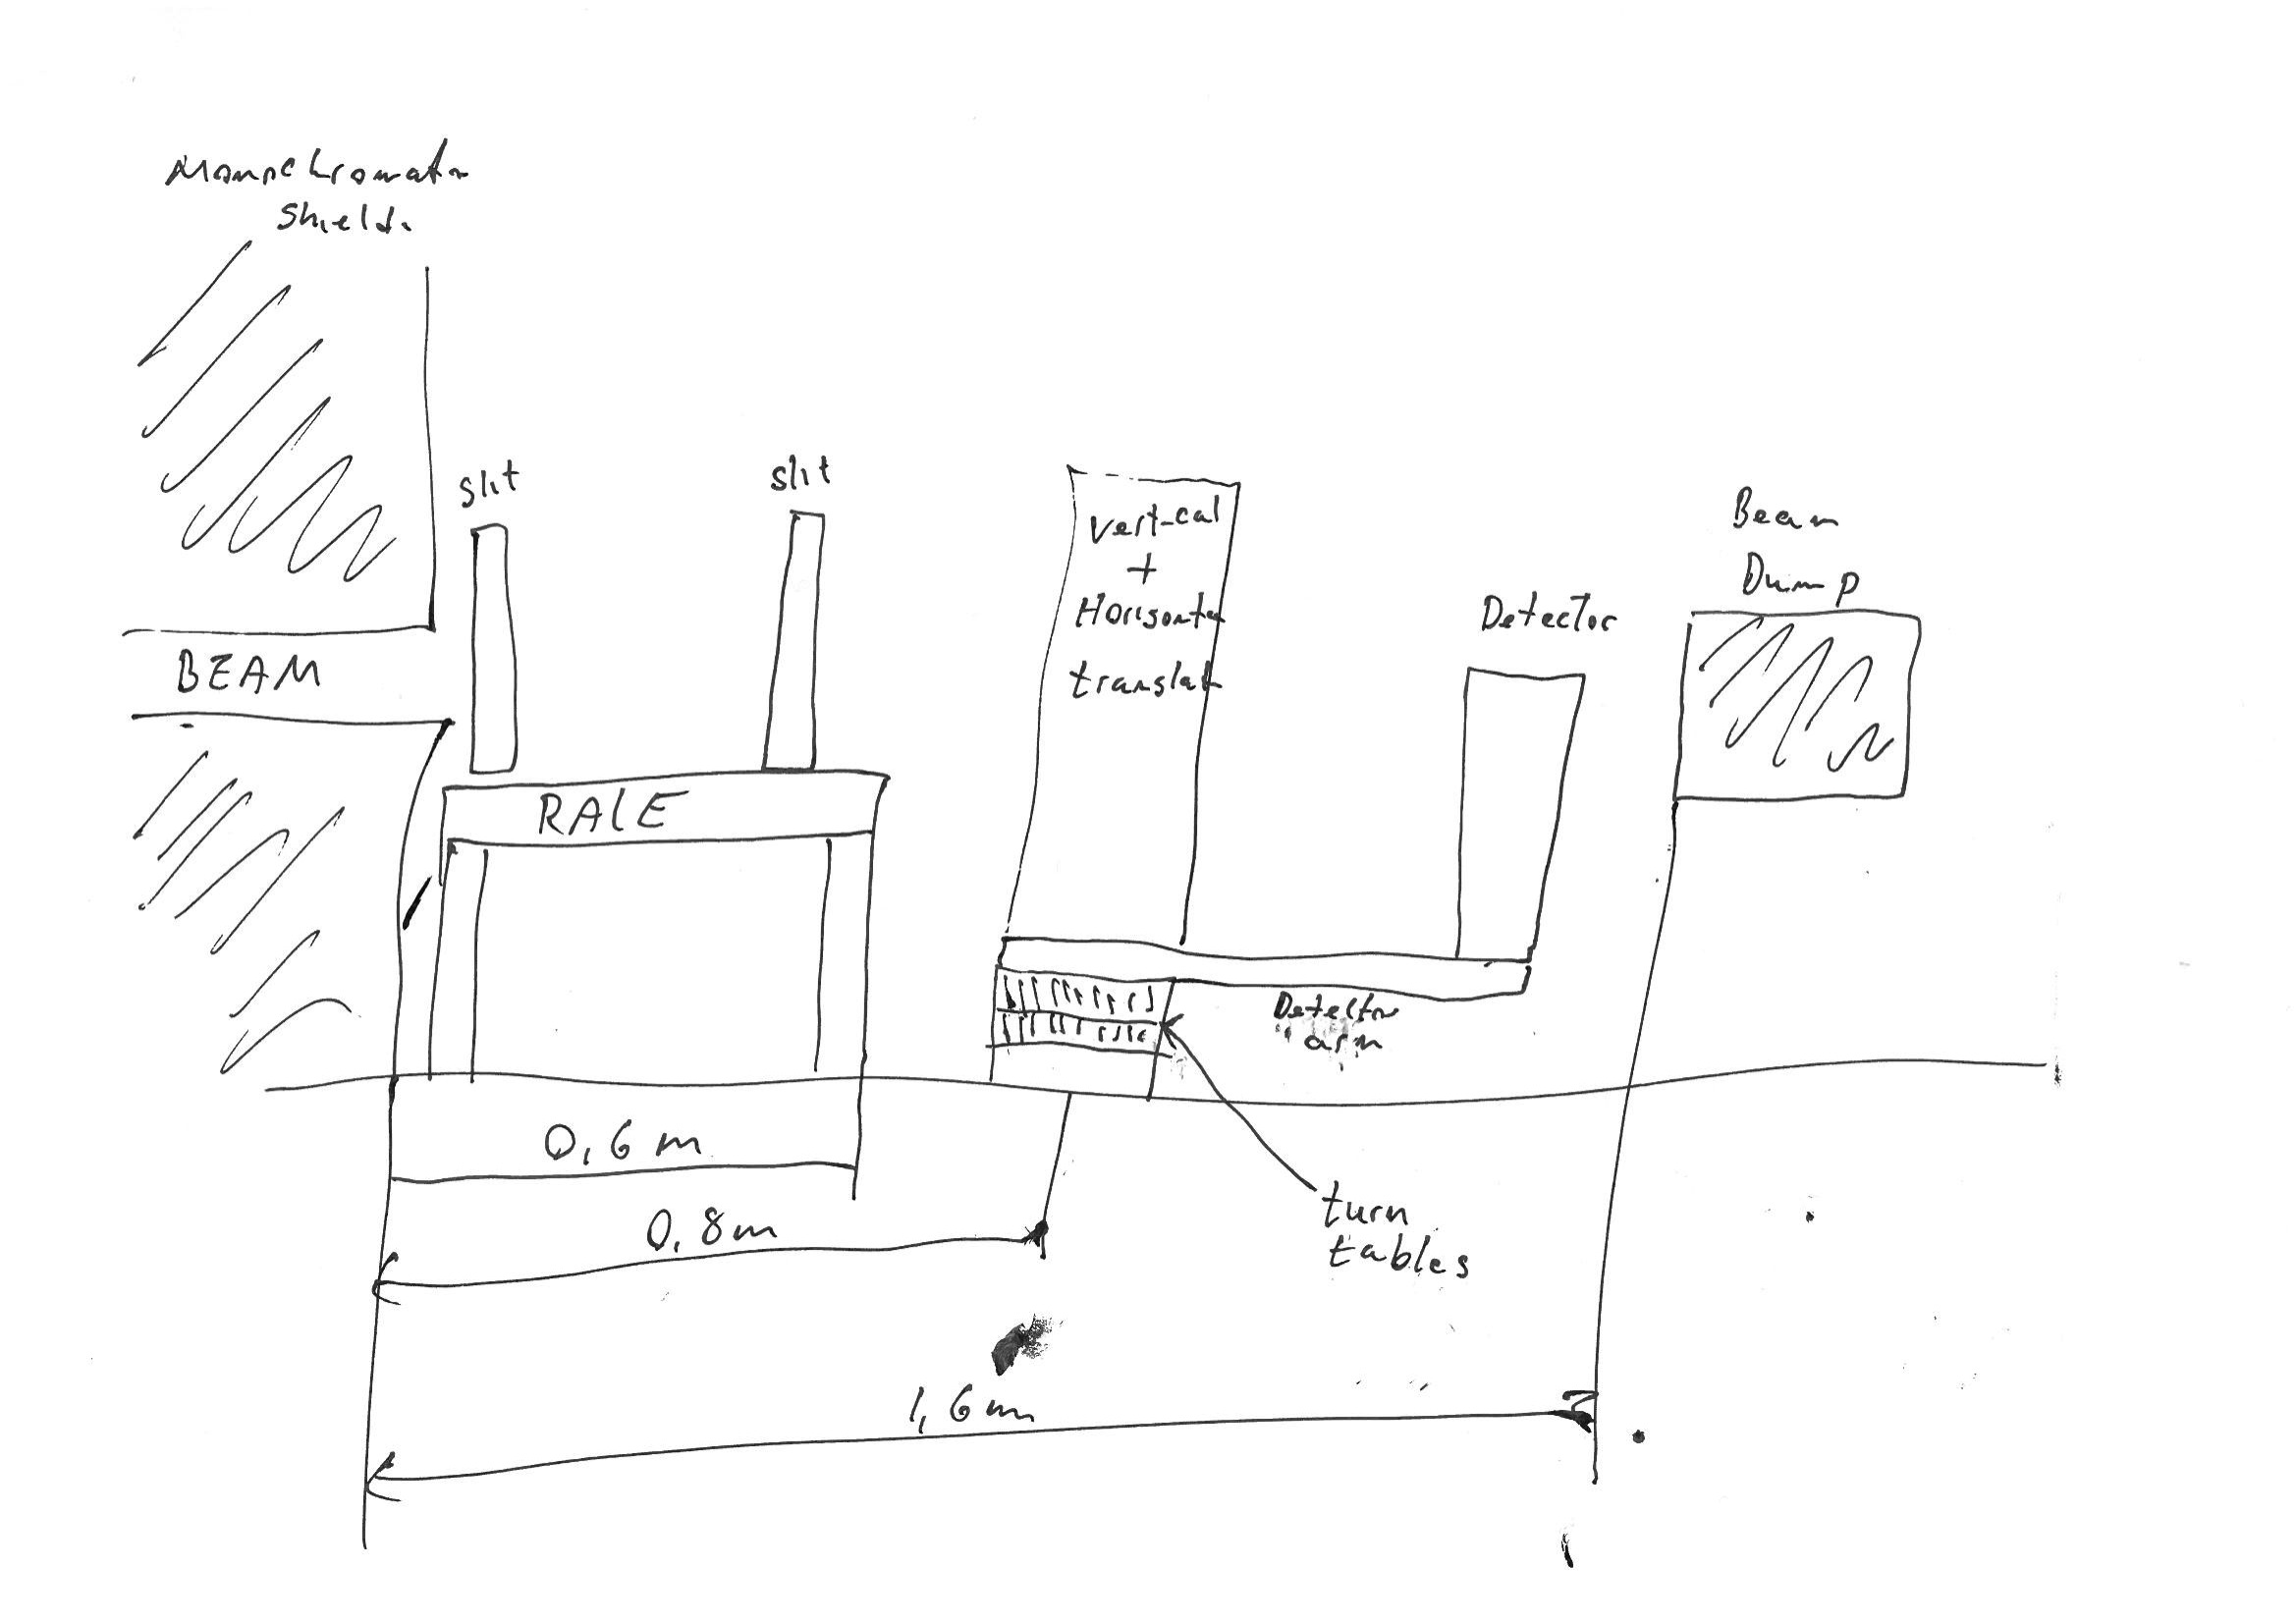 Monochromator
Shield.
slit
slit
Vertical
+
Horisontal
translat
Beam
Dump
Detector
BEAM
RALE
Detector
arm
0,6 m
0,8m
turn
tables
1,6 m